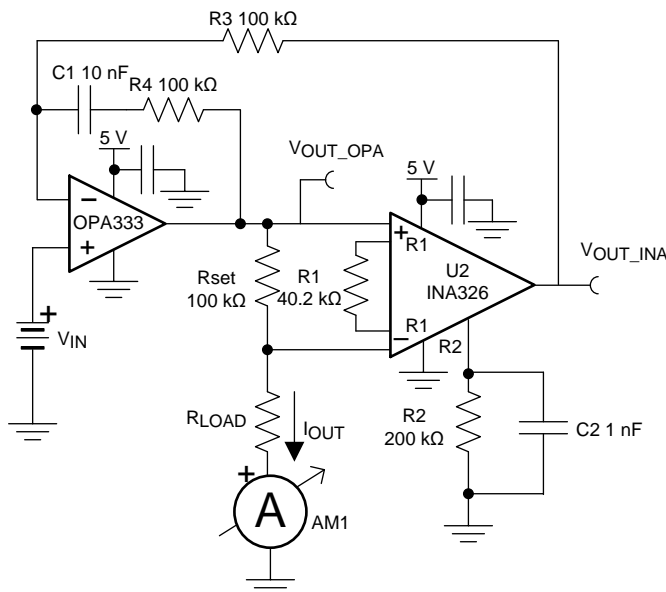 R3 100 kΩ
C1 10 nF
R4 100 kΩ
5 V
VOUT_OPA
5 V
−
OPA333
+
+
R1
U2
INA326
VOUT_INA
Rset
100 kΩ
R1
40.2 kΩ
R1
−
R2
+
VIN
RLOAD
IOUT
R2
200 kΩ
C2 1 nF
+
A
AM1